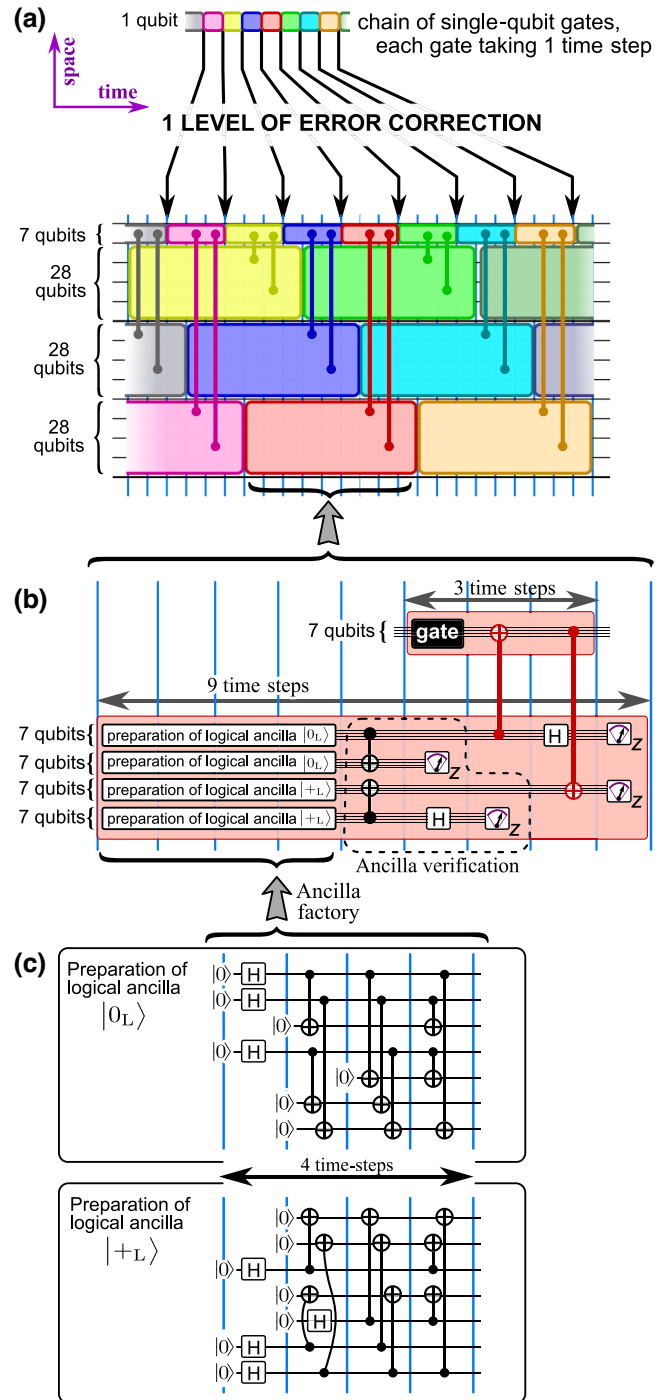 (a)
1 qubit
chain of single-qubit gates,
each gate taking 1 time step
space
time
1 LEVEL OF ERROR CORRECTION
7 qubits
28
qubits
28
qubits
28
qubits
(b)
3 time steps
7 qubits
gate
9 time steps
7 qubits
preparation of logical ancilla |0L⟩
H
Z
7 qubits
preparation of logical ancilla |0L⟩
Z
7 qubits
preparation of logical ancilla |+L⟩
Z
7 qubits
preparation of logical ancilla |+L⟩
H
Z
Ancilla verification
Ancilla
factory
(c)
Preparation of
logical ancilla
|0L⟩
|0⟩ H
|0⟩ H
|0⟩
|0⟩ H
|0⟩
|0⟩
|0⟩
4 time-steps
Preparation of
logical ancilla
|+L⟩
|0⟩
|0⟩
|0⟩ H
|0⟩
|0⟩ H
|0⟩ H
|0⟩ H